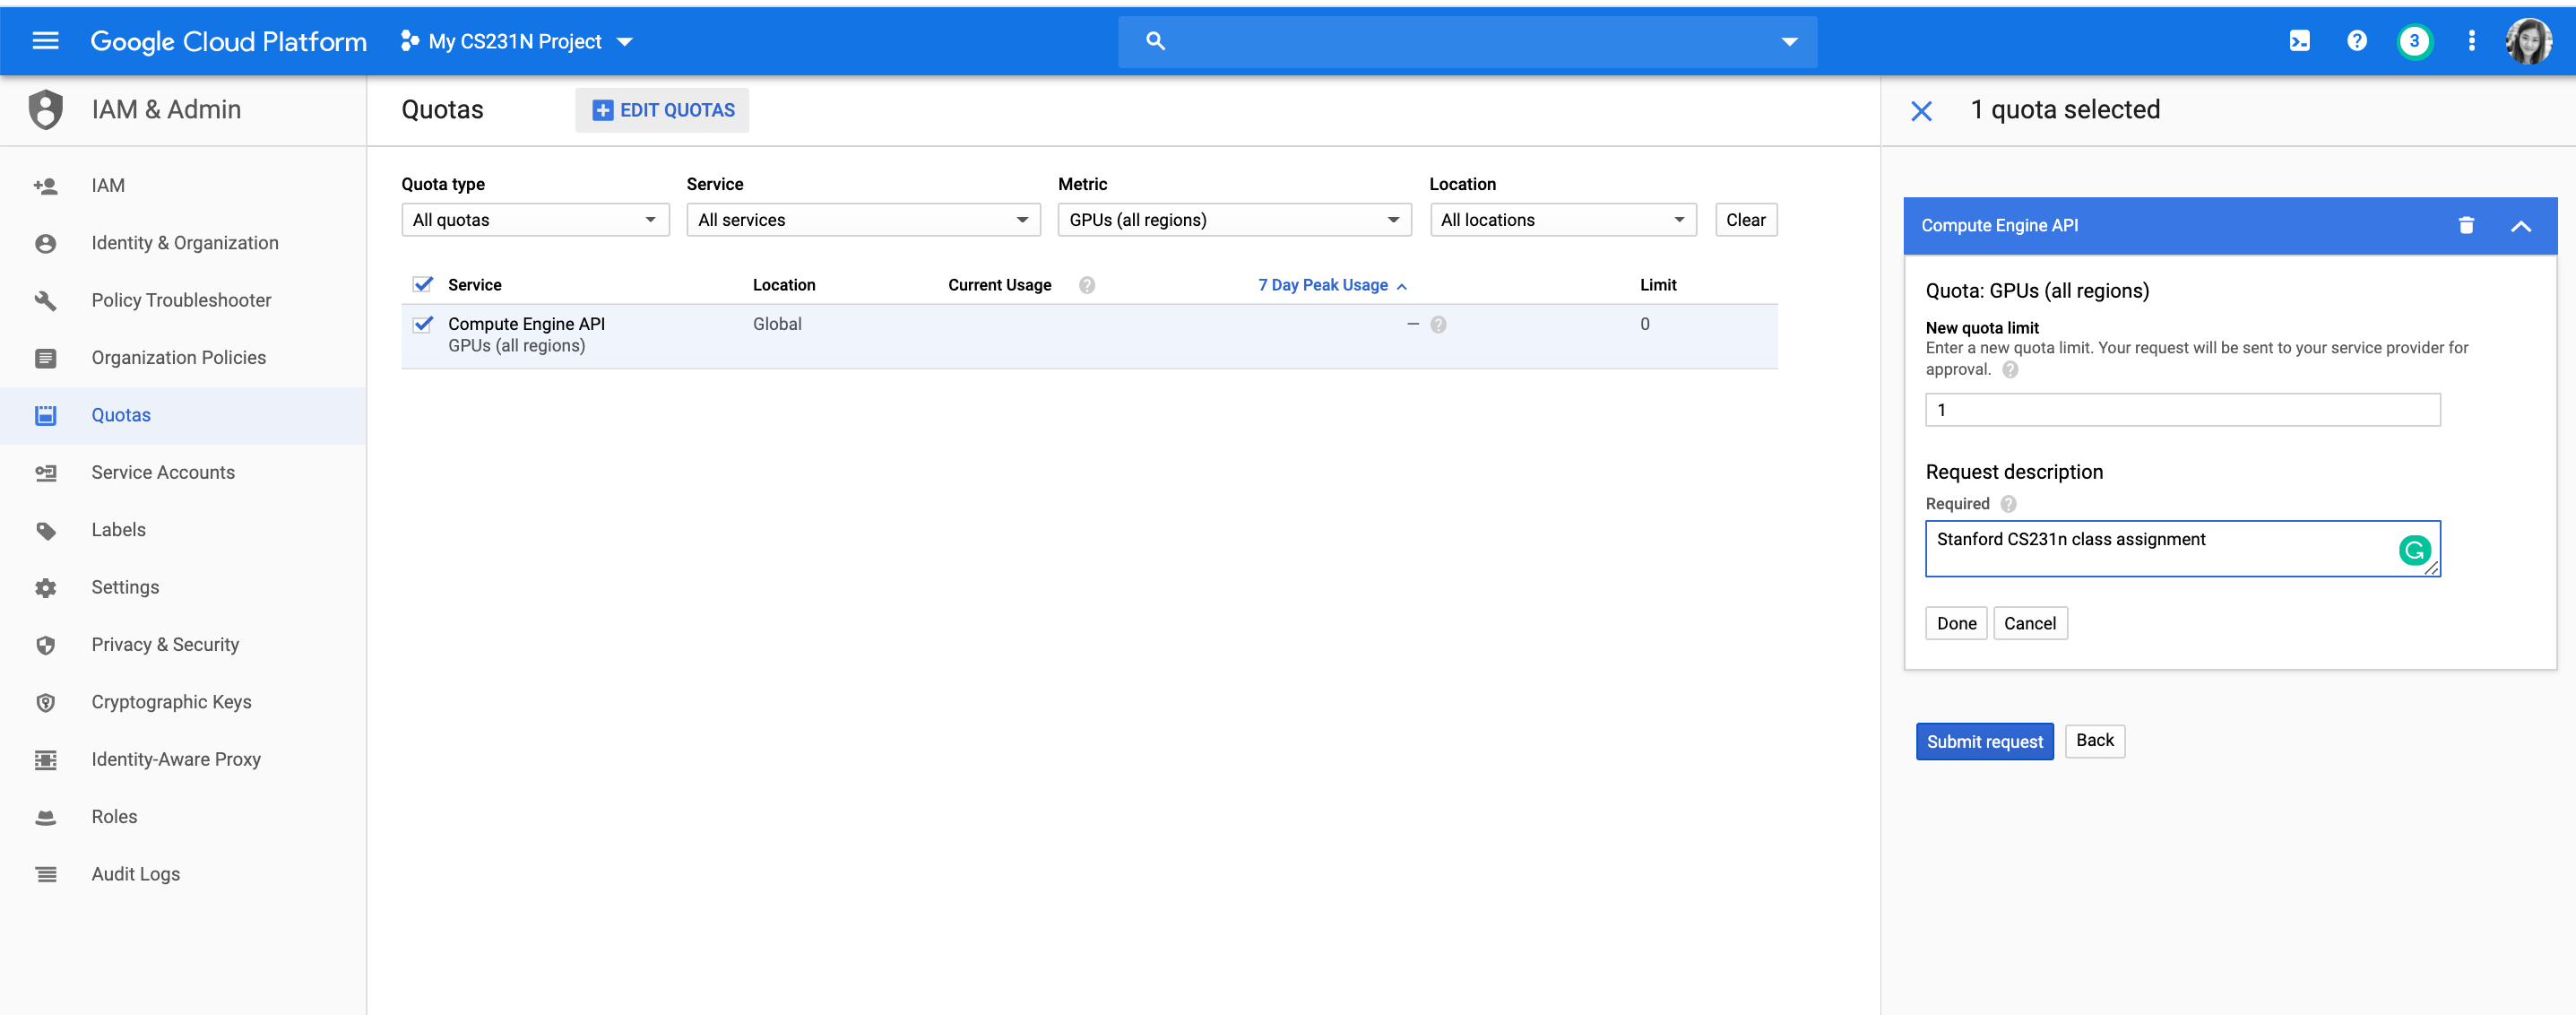 Google Cloud Platform
My CS231N Project
3
IAM & Admin
IAM
Identity & Organization
Policy Troubleshooter
Organization Policies
Quotas
Service Accounts
Labels
Settings
Privacy & Security
Cryptographic Keys
Identity-Aware Proxy
Roles
Audit Logs
Quotas
EDIT QUOTAS
Quota type Service Metric Location
All quotas All services GPUs (all regions) All locations Clear
Service Location Current Usage ? 7 Day Peak Usage Limit
Compute Engine API Global — ? 0
GPUs (all regions)
1 quota selected
Compute Engine API
Quota: GPUs (all regions)
New quota limit
Enter a new quota limit. Your request will be sent to your service provider for
approval. ?
1
Request description
Required ?
Stanford CS231n class assignment
Done Cancel
Submit request Back